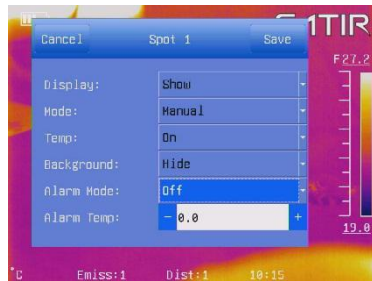 SATIR
Cancel Spot 1 Save
F27.2
Display: Show
Mode: Manual
Temp: On
Background: Hide
Alarm Mode: Off
Alarm Temp: - 0.0 +
19.0
°C Emiss:1 Dist:1 10:15